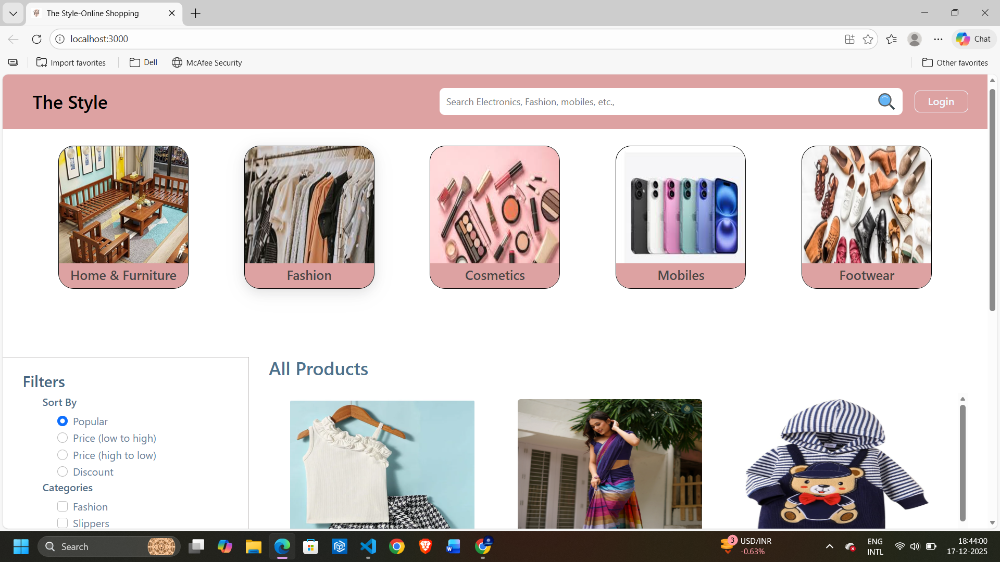 The Style-Online Shopping
localhost:3000
Chat
Import favorites
Dell
McAfee Security
Other favorites
The Style
Search Electronics, Fashion, mobiles, etc.,
Login
Home & Furniture
Fashion
Cosmetics
Mobiles
Footwear
Filters
All Products
Sort By
Popular
Price (low to high)
Price (high to low)
Discount
Categories
Fashion
Slippers
Search
3
USD/INR
-0.63%
ENG
INTL
18:44:00
17-12-2025